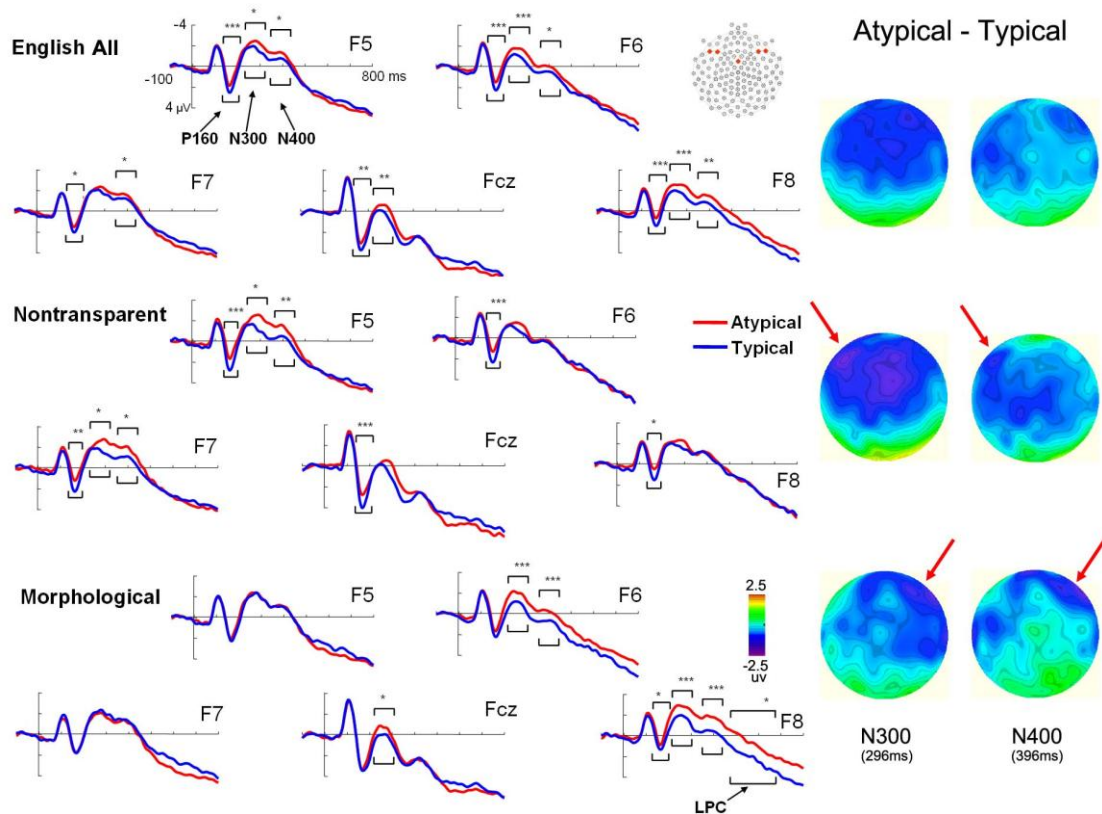 English All
-4
-100
4 µV
800 ms
*** * *
F5
P160 N300 N400
*** *** *
F6
Atypical - Typical
* *
F7
** **
Fcz
*** *** **
F8
Nontransparent
*** * **
F5
***
F6
Atypical
Typical
** * *
F7
***
Fcz
*
F8
Morphological
F5
*** ***
F6
2.5
-2.5
uv
F7
*
Fcz
* *** *** *
F8
LPC
N300
(296ms)
N400
(396ms)